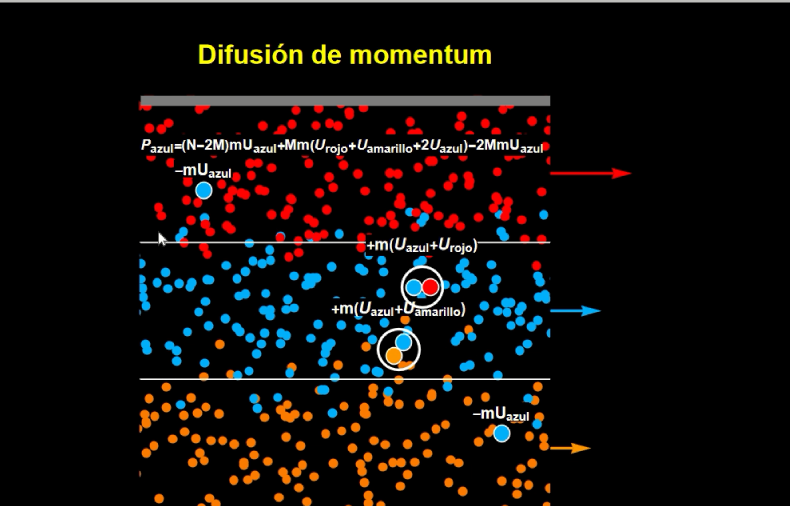 Difusión de momentum
Pazul=(N−2M)mUazul+Mm(Urojo+Uamarillo+2Uazul)−2MmUazul
−mUazul
+m(Uazul+Urojo)
+m(Uazul+Uamarillo)
−mUazul